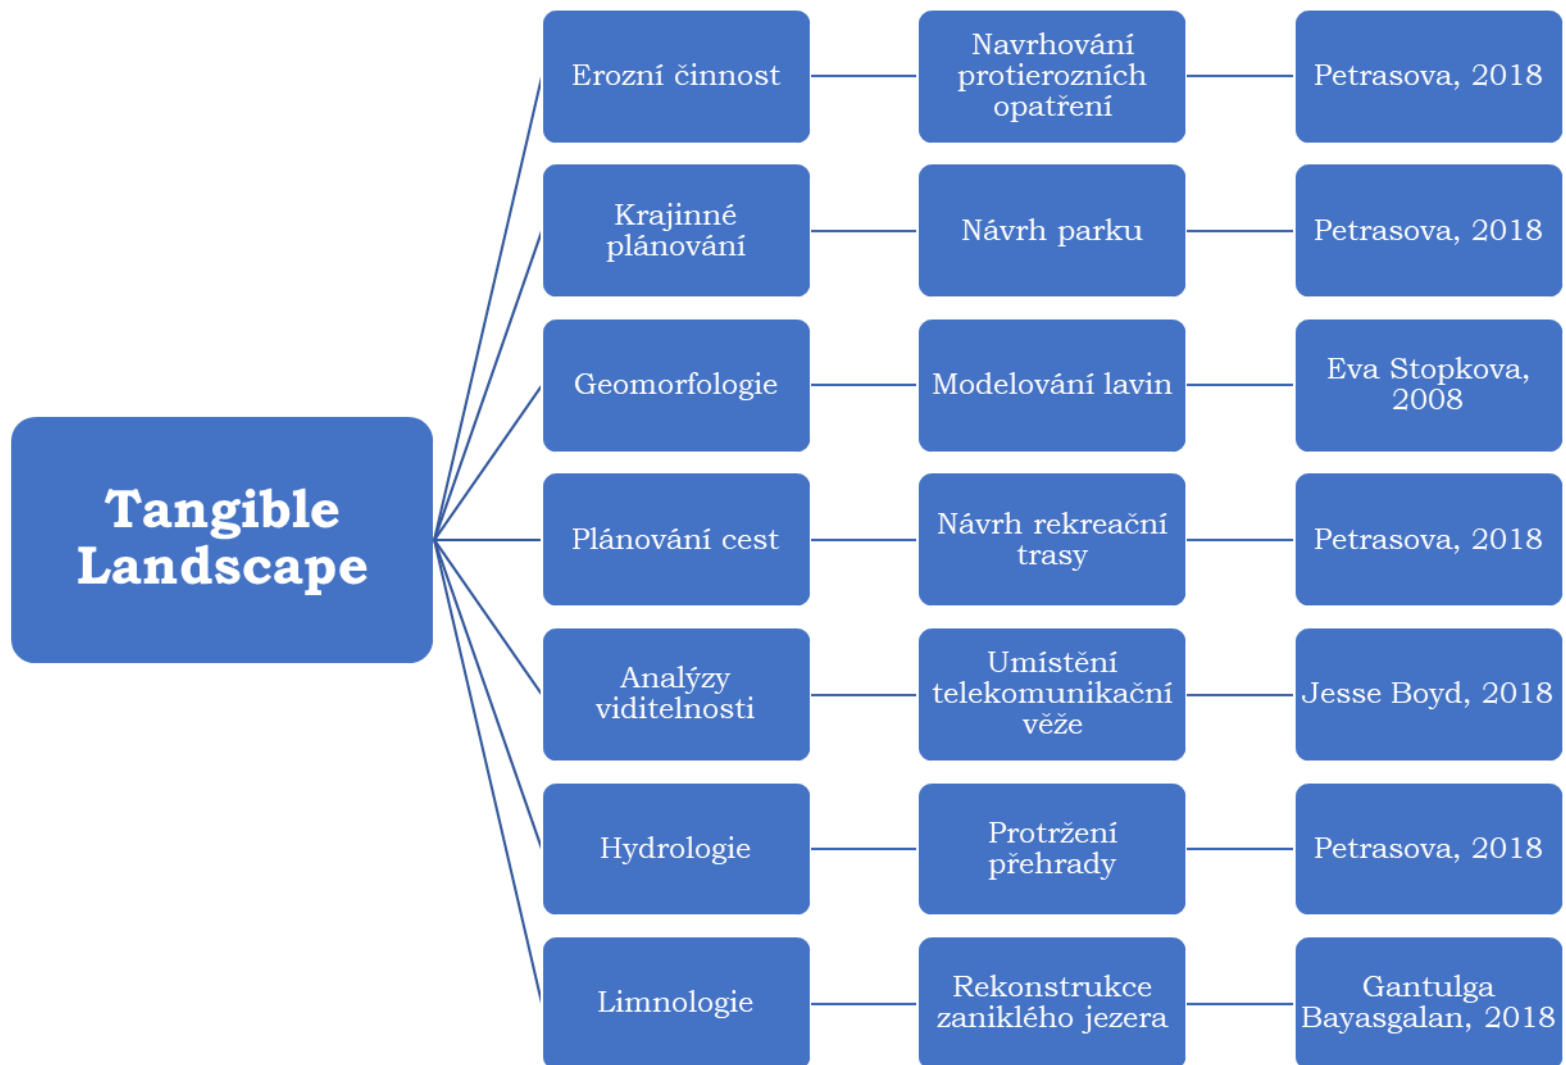 Tangible
Landscape
Erozní činnost
Navrhování
protierozních
opatření
Petrasova, 2018
Krajinné
plánování
Návrh parku
Petrasova, 2018
Geomorfologie
Modelování lavin
Eva Stopkova,
2008
Plánování cest
Návrh rekreační
trasy
Petrasova, 2018
Analýzy
viditelnosti
Umístění
telekomunikační
věže
Jesse Boyd, 2018
Hydrologie
Protržení
přehrady
Petrasova, 2018
Limnologie
Rekonstrukce
zaniklého jezera
Gantulga
Bayasgalan, 2018